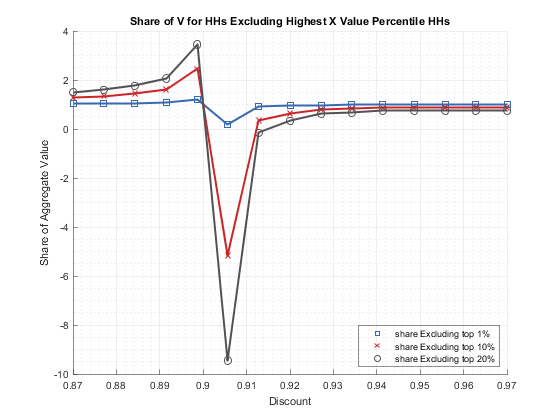 Share of V for HHs Excluding Highest X Value Percentile HHs
4
2
0
-2
-4
-6
-8
-10
Share of Aggregate Value
0.87 0.88 0.89 0.9 0.91 0.92 0.93 0.94 0.95 0.96 0.97
Discount
share Excluding top 1%
share Excluding top 10%
share Excluding top 20%